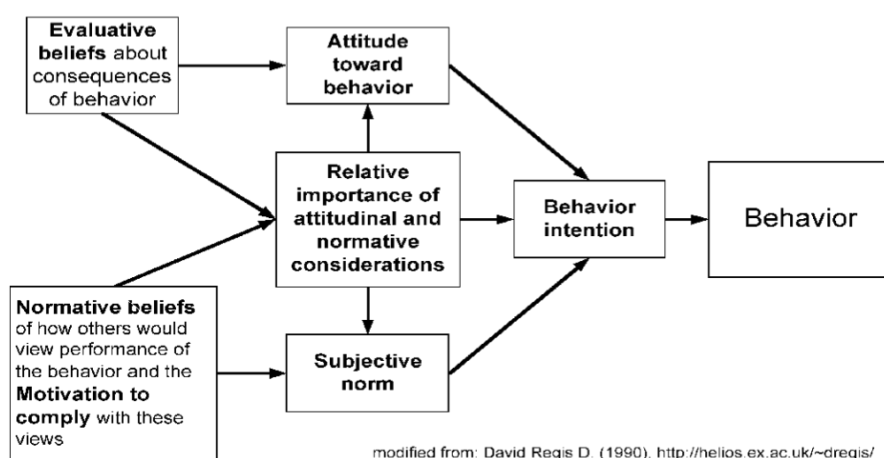 Evaluative
beliefs about
consequences
of behavior
Attitude
toward
behavior
Relative
importance of
attitudinal and
normative
considerations
Behavior
intention
Behavior
Normative beliefs
of how others would
view performance of
the behavior and the
Motivation to
comply with these
views
Subjective
norm
modified from: David Regis D. (1990). http://helios.ex.ac.uk/~dregis/